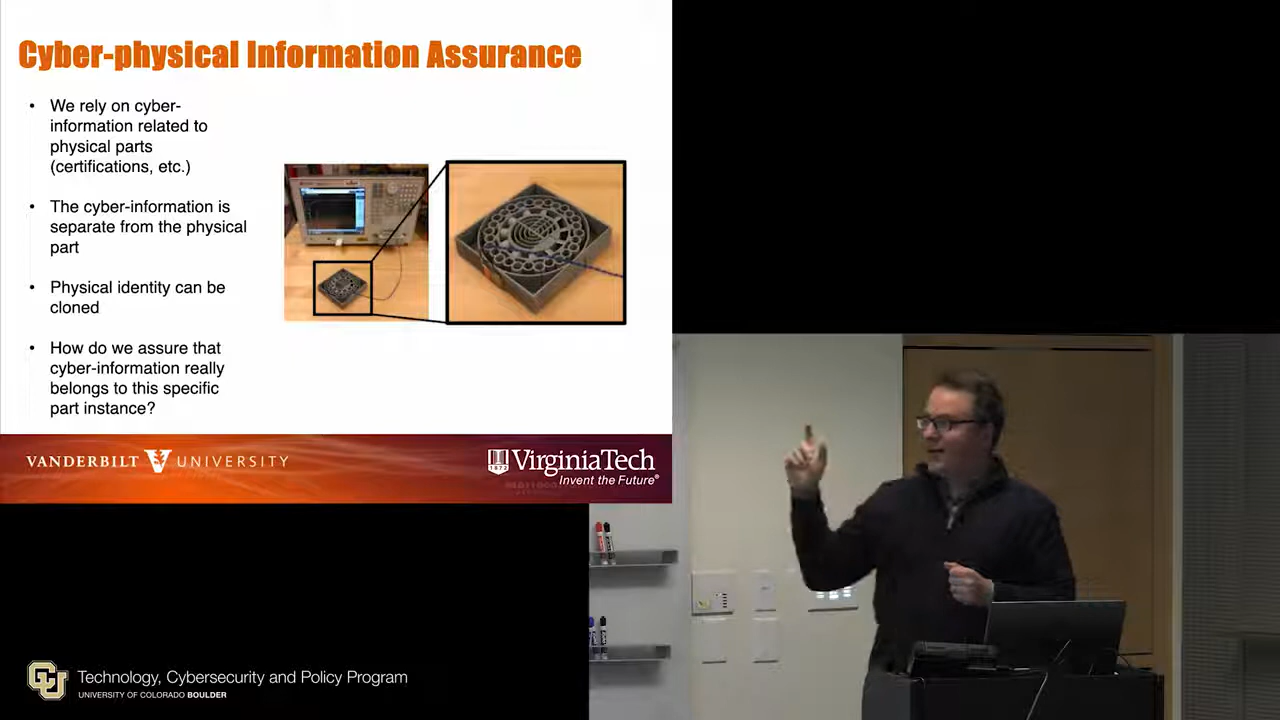 Cyber-physical Information Assurance
• We rely on cyber-
information related to
physical parts
(certifications, etc.)
• The cyber-information is
separate from the physical
part
• Physical identity can be
cloned
• How do we assure that
cyber-information really
belongs to this specific
part instance?
VANDERBILT V UNIVERSITY
1872
VirginiaTech
Invent the Future®
CU
Technology, Cybersecurity and Policy Program
UNIVERSITY OF COLORADO BOULDER